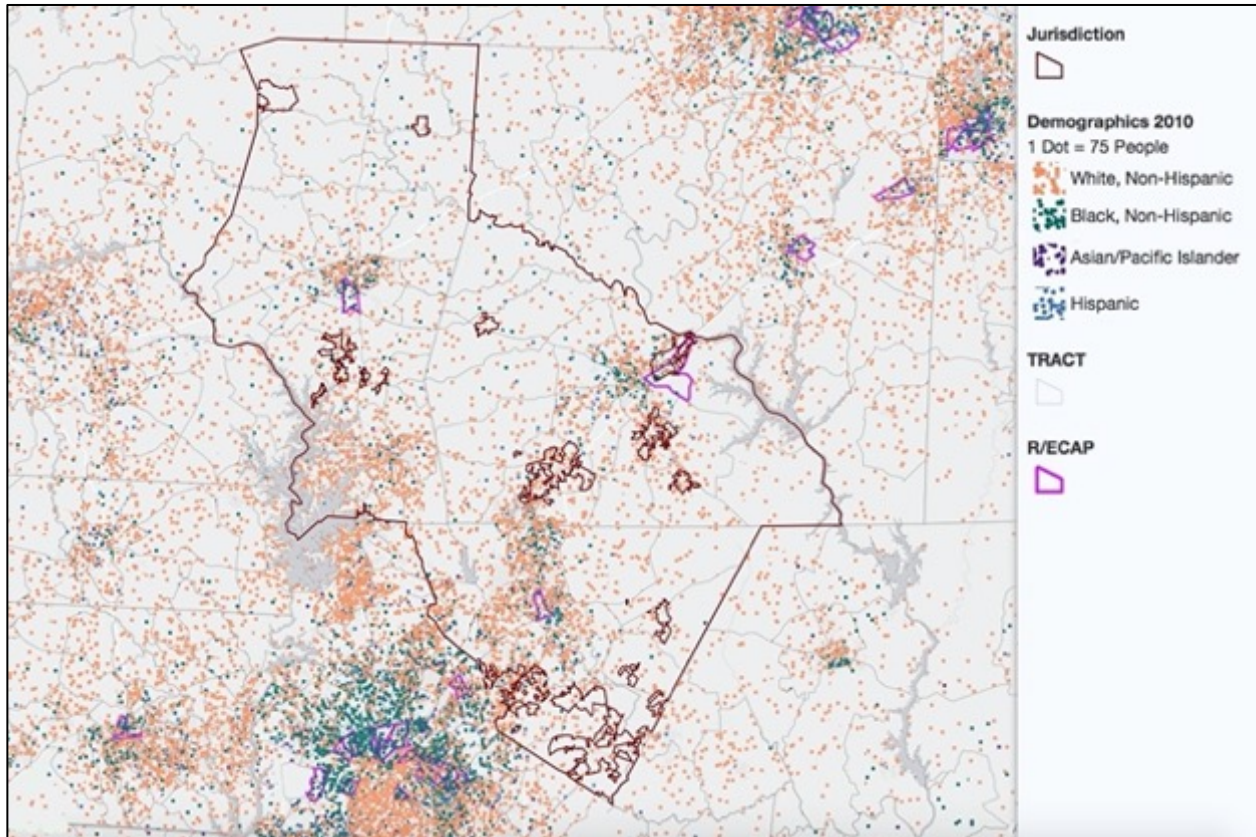 Jurisdiction
Demographics 2010
1 Dot = 75 People
White, Non-Hispanic
Black, Non-Hispanic
Asian/Pacific Islander
Hispanic
TRACT
R/ECAP